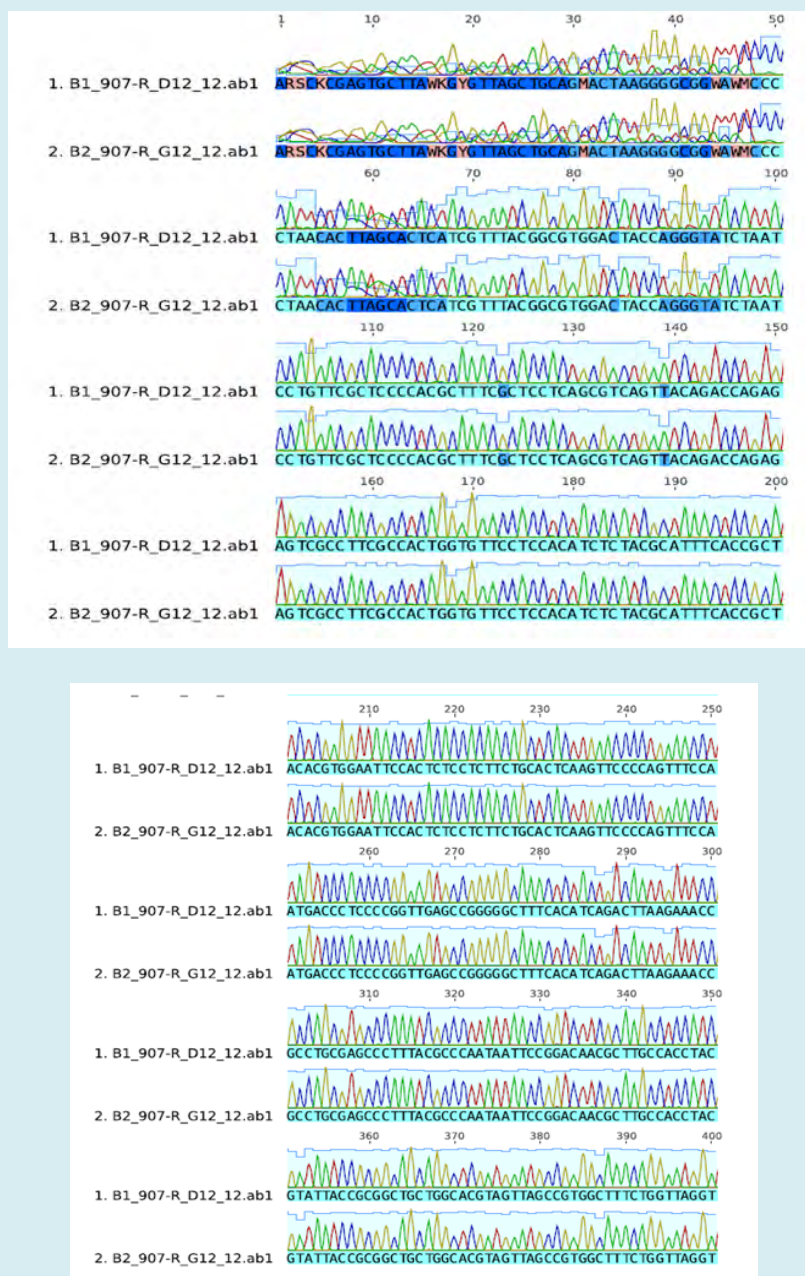 1 10 20 30 40 50
1. B1_907-R_D12_12.ab1 ARSCKCGAGTGCTTAWKGYGTTAGCTGCAGMACTAAGGGGCGGWAWMCCC
2. B2_907-R_G12_12.ab1 ARSCKCGAGTGCTTAWKGYGTTAGCTGCAGMACTAAGGGGCGGWAWMCCC
60 70 80 90 100
1. B1_907-R_D12_12.ab1 CTAACACTTAGCACTCATCGTTTACGGCGTGGACTACCAGGGTATCTAAT
2. B2_907-R_G12_12.ab1 CTAACACTTAGCACTCATCGTTTACGGCGTGGACTACCAGGGTATCTAAT
110 120 130 140 150
1. B1_907-R_D12_12.ab1 CCTGTTCGCTCCCCACGCTTTCGCTCCTCAGCGTCAGTTACAGACCAGAG
2. B2_907-R_G12_12.ab1 CCTGTTCGCTCCCCACGCTTTCGCTCCTCAGCGTCAGTTACAGACCAGAG
160 170 180 190 200
1. B1_907-R_D12_12.ab1 AGTCGCCTTCGCCACTGGTGTTCCTCCACATCTCTACGCATTTCACCGCT
2. B2_907-R_G12_12.ab1 AGTCGCCTTCGCCACTGGTGTTCCTCCACATCTCTACGCATTTCACCGCT
210 220 230 240 250
1. B1_907-R_D12_12.ab1 ACACGTGGAATTCCACTCTCCTCTTCTGCACTCAAGTTCCCCAGTTTCCA
2. B2_907-R_G12_12.ab1 ACACGTGGAATTCCACTCTCCTCTTCTGCACTCAAGTTCCCCAGTTTCCA
260 270 280 290 300
1. B1_907-R_D12_12.ab1 ATGACCCTCCCCGGTTGAGCCGGGGGCTTTCACATCAGACTTAAGAAACC
2. B2_907-R_G12_12.ab1 ATGACCCTCCCCGGTTGAGCCGGGGGCTTTCACATCAGACTTAAGAAACC
310 320 330 340 350
1. B1_907-R_D12_12.ab1 GCCTGCGAGCCCTTTACGCCCAATAATTCCGGACAACGCTTGCCACCTAC
2. B2_907-R_G12_12.ab1 GCCTGCGAGCCCTTTACGCCCAATAATTCCGGACAACGCTTGCCACCTAC
360 370 380 390 400
1. B1_907-R_D12_12.ab1 GTATTACCGCGGCTGCTGGCACGTAGTTAGCCGTGGCTTTCTGGTTAGGT
2. B2_907-R_G12_12.ab1 GTATTACCGCGGCTGCTGGCACGTAGTTAGCCGTGGCTTTCTGGTTAGGT